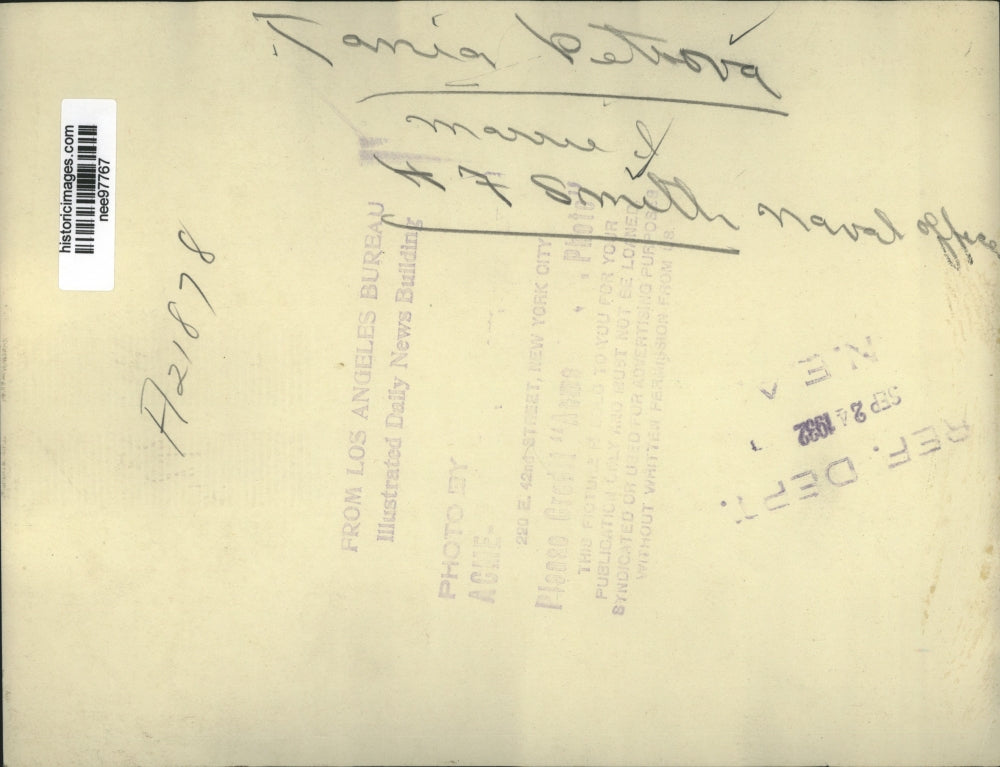 Tania Petrova
married
H F Smith Naval Office
historicimages.com
nee97767
A21878
FROM LOS ANGELES BUREAU
Illustrated Daily News Building
PHOTO BY
ACME
220 E. 42nd STREET, NEW YORK CITY
Please Credit "Acme Photo"
THIS PICTURE IS TO YOU FOR YOUR
PUBLICATION ONLY AND MUST NOT BE LOANED
SYNDICATED OR USED FOR ADVERTISING PURPOSES
WITHOUT WRITTEN PERMISSION FROM US.
REF. DEPT.
SEP 24 1932
N. E.